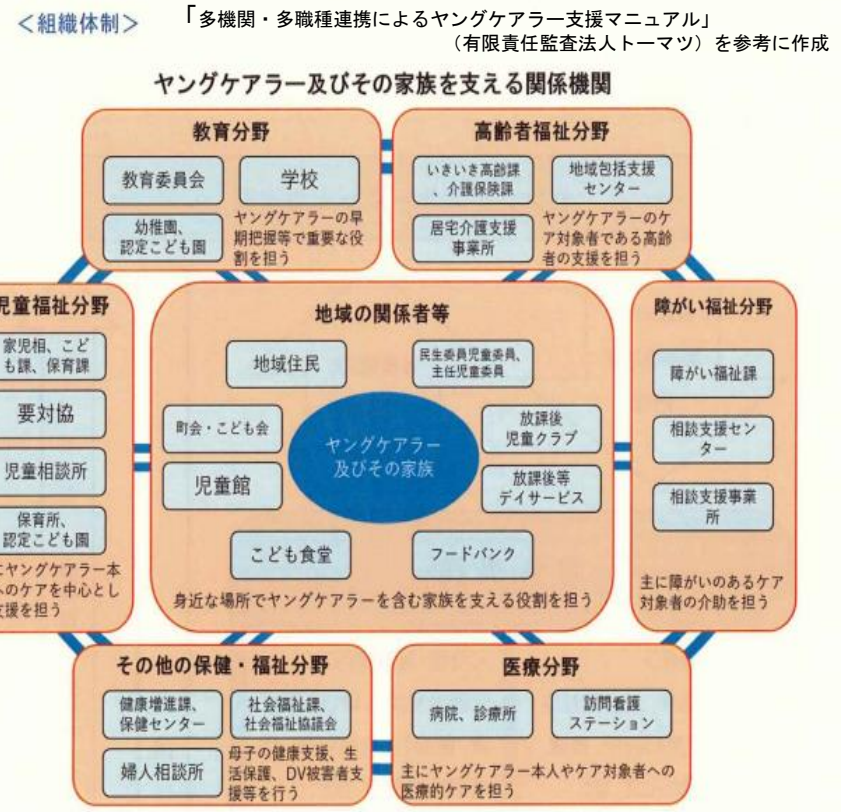 ＜組織体制＞
「多機関・多職種連携によるヤングケアラー支援マニュアル」
（有限責任監査法人トーマツ）を参考に作成
ヤングケアラー及びその家族を支える関係機関
教育分野
教育委員会
学校
幼稚園、
認定こども園
ヤングケアラーの早
期把握等で重要な役
割を担う
高齢者福祉分野
いきいき高齢課
、介護保険課
地域包括支援
センター
居宅介護支援
事業所
ヤングケアラーのケ
ア対象者である高齢
者の支援を担う
児童福祉分野
家児相、こど
も課、保育課
要対協
児童相談所
保育所、
認定こども園
にヤングケアラー本
へのケアを中心とし
支援を担う
地域の関係者等
地域住民
民生委員児童委員、
主任児童委員
町会・こども会
放課後
児童クラブ
ヤングケアラー
及びその家族
児童館
放課後等
デイサービス
こども食堂
フードバンク
身近な場所でヤングケアラーを含む家族を支える役割を担う
障がい福祉分野
障がい福祉課
相談支援セン
ター
相談支援事業
所
主に障がいのあるケア
対象者の介助を担う
その他の保健・福祉分野
健康増進課、
保健センター
社会福祉課、
社会福祉協議会
婦人相談所
母子の健康支援、生
活保護、DV被害者支
援等を行う
医療分野
病院、診療所
訪問看護
ステーション
主にヤングケアラー本人やケア対象者への
医療的ケアを担う